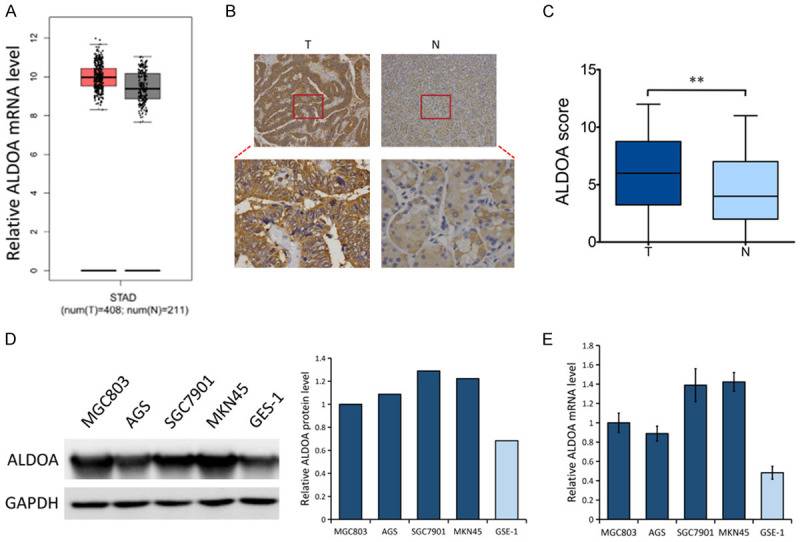 A
Relative ALDOA mRNA level
12
10
8
6
4
2
0
STAD
(num(T)=408; num(N)=211)
B
T
N
C
ALDOA score
15
10
5
0
**
T
N
D
MGC803
AGS
SGC7901
MKN45
GES-1
ALDOA
GAPDH
Relative ALDOA protein level
1.4
1.2
1
0.8
0.6
0.4
0.2
0
MGC803
AGS
SGC7901
MKN45
GSE-1
E
Relative ALDOA mRNA level
1.8
1.6
1.4
1.2
1
0.8
0.6
0.4
0.2
0
MGC803
AGS
SGC7901
MKN45
GSE-1